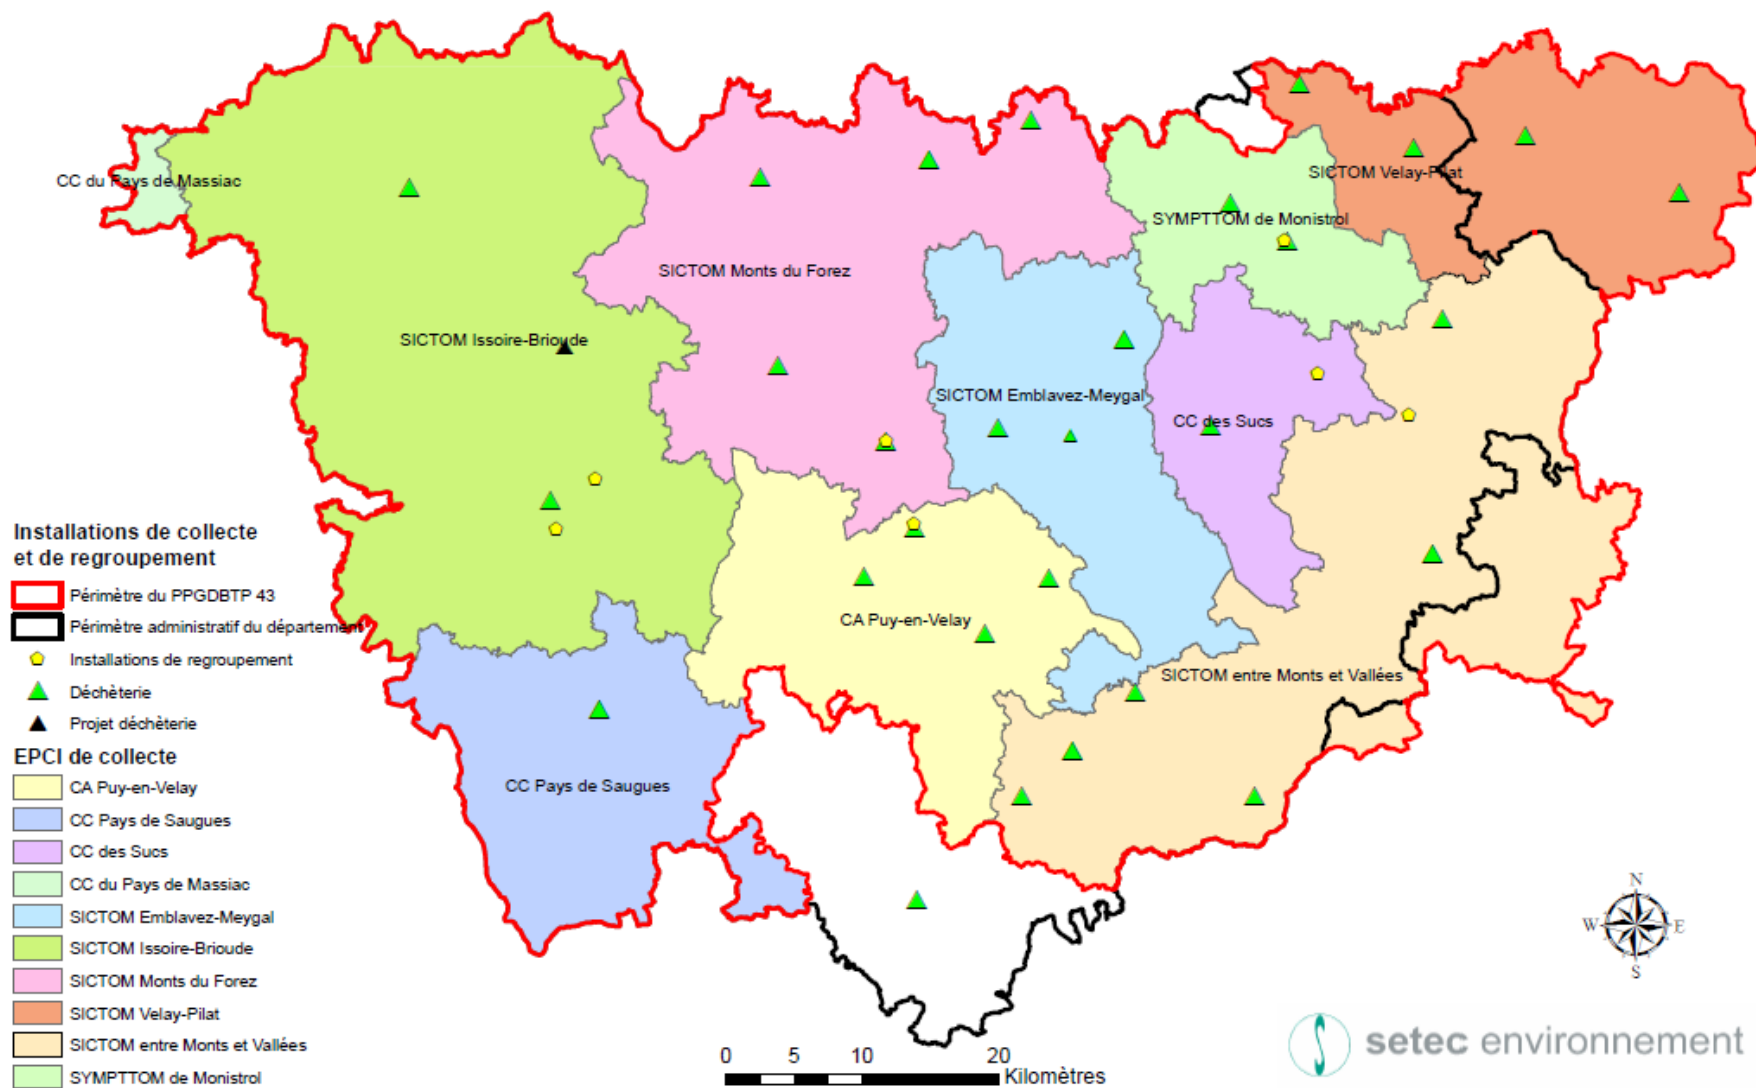 CC du Pays de Massiac
SICTOM Velay-Pilat
SYMPTTOM de Monistrol
SICTOM Monts du Forez
SICTOM Issoire-Brioude
SICTOM Emblavez-Meygal
CC des Sucs
CA Puy-en-Velay
SICTOM entre Monts et Vallées
CC Pays de Saugues
Installations de collecte
et de regroupement
Périmètre du PPGDBTP 43
Périmètre administratif du département
Installations de regroupement
Déchèterie
Projet déchèterie
EPCI de collecte
CA Puy-en-Velay
CC Pays de Saugues
CC des Sucs
CC du Pays de Massiac
SICTOM Emblavez-Meygal
SICTOM Issoire-Brioude
SICTOM Monts du Forez
SICTOM Velay-Pilat
SICTOM entre Monts et Vallées
SYMPTTOM de Monistrol
N
W E
S
0 5 10 20
Kilomètres
setec environnement